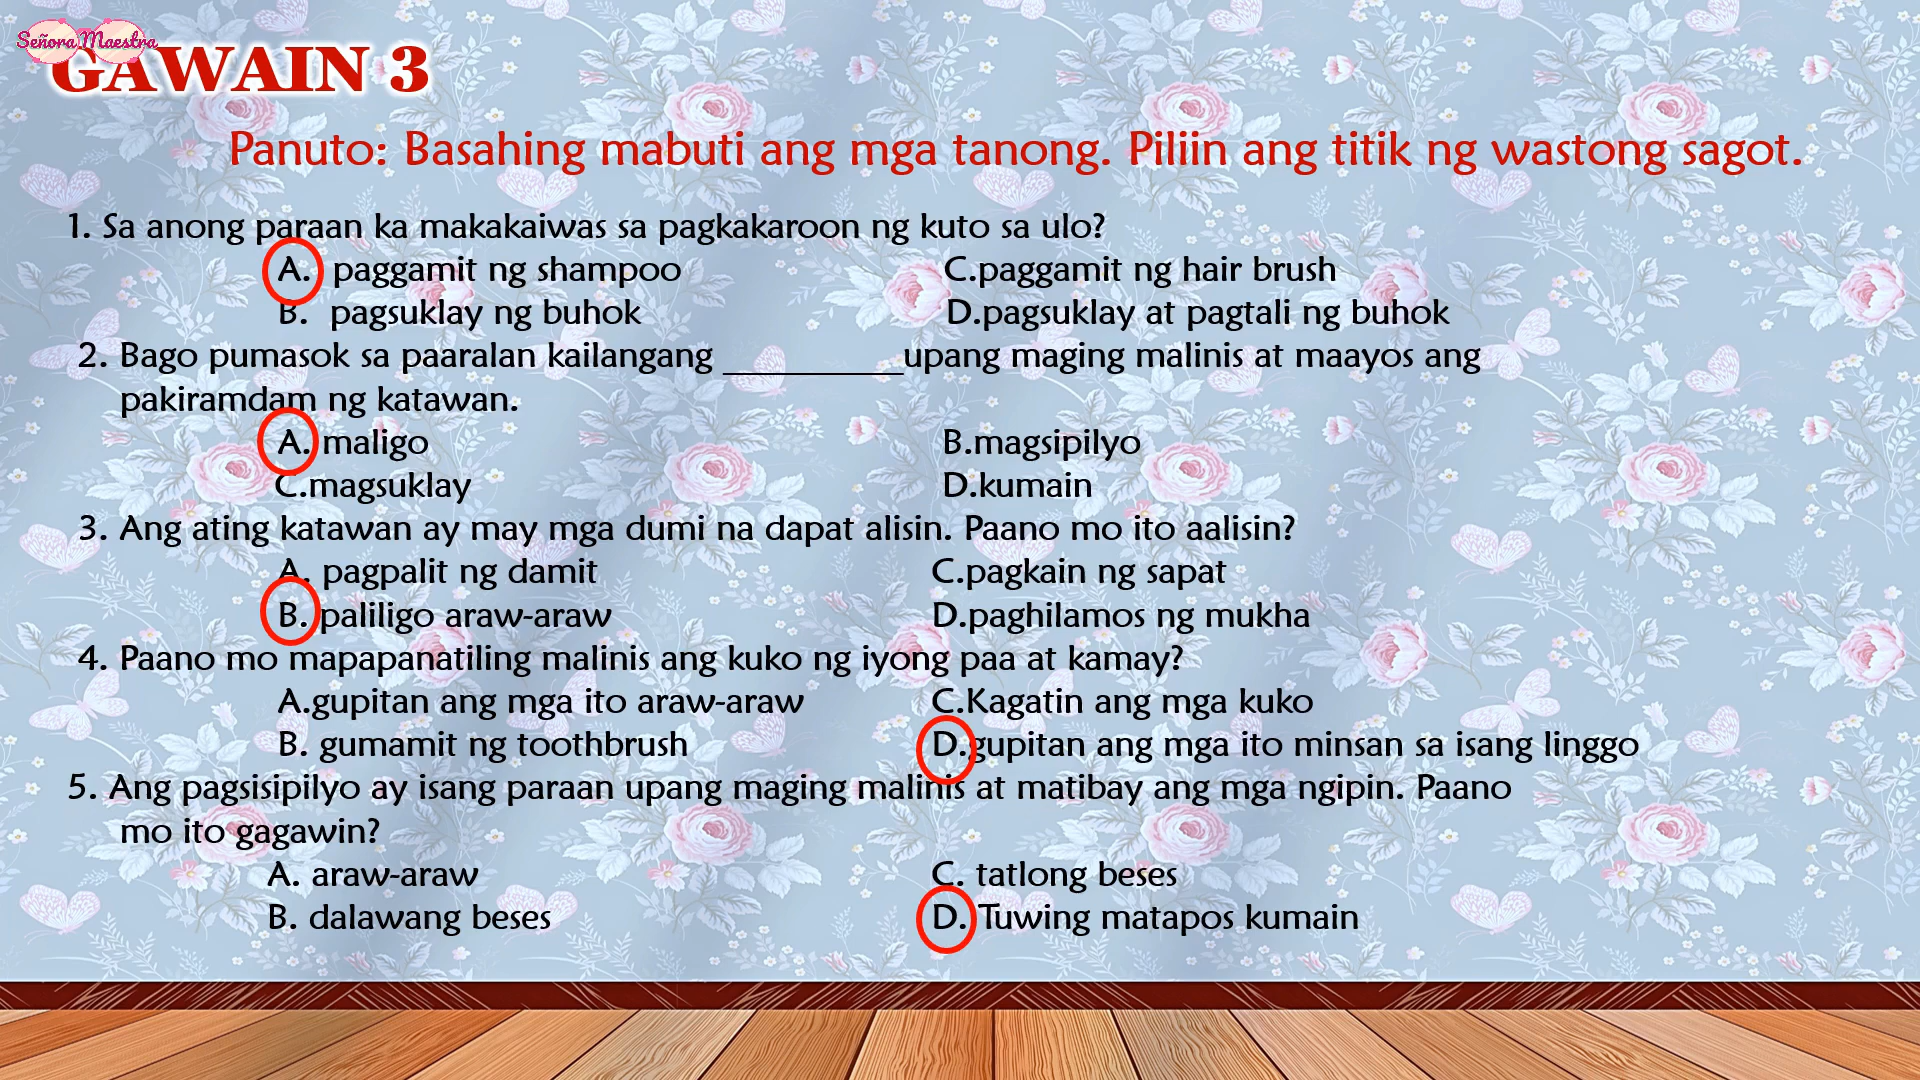 Señora Maestra
GAWAIN 3
Panuto: Basahing mabuti ang mga tanong. Piliin ang titik ng wastong sagot.
1. Sa anong paraan ka makakaiwas sa pagkakaroon ng kuto sa ulo?
A. paggamit ng shampoo C.paggamit ng hair brush
B. pagsuklay ng buhok D.pagsuklay at pagtali ng buhok
2. Bago pumasok sa paaralan kailangang __________upang maging malinis at maayos ang
pakiramdam ng katawan.
A. maligo B.magsipilyo
C.magsuklay D.kumain
3. Ang ating katawan ay may mga dumi na dapat alisin. Paano mo ito aalisin?
A. pagpalit ng damit C.pagkain ng sapat
B. paliligo araw-araw D.paghilamos ng mukha
4. Paano mo mapapanatiling malinis ang kuko ng iyong paa at kamay?
A.gupitan ang mga ito araw-araw C.Kagatin ang mga kuko
B. gumamit ng toothbrush D.gupitan ang mga ito minsan sa isang linggo
5. Ang pagsisipilyo ay isang paraan upang maging malinis at matibay ang mga ngipin. Paano
mo ito gagawin?
A. araw-araw C. tatlong beses
B. dalawang beses D. Tuwing matapos kumain